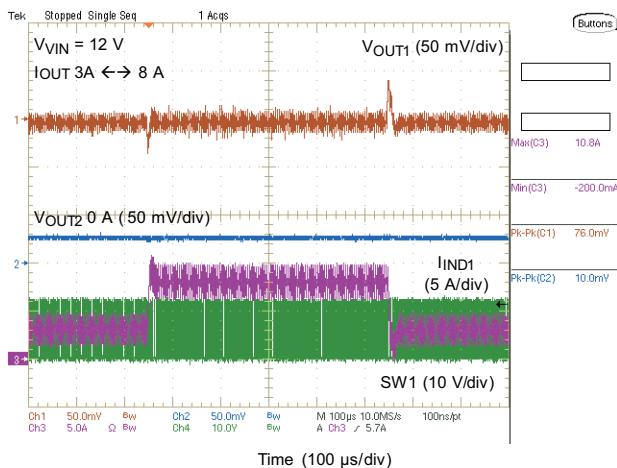 Tek Stopped Single Seq 1 Acqs
Buttons
VVIN = 12 V
VOUT1 (50 mV/div)
IOUT 3A ←→ 8 A
1
Max(C3) 10.8A
Min(C3) -200.0mA
VOUT2 0 A (50 mV/div)
Pk-Pk(C1) 76.0mV
2
IIND1
(5 A/div)
Pk-Pk(C2) 10.0mV
3
SW1 (10 V/div)
Ch1 50.0mV Bw Ch2 50.0mV Bw M 100µs 10.0MS/s 100ns/pt
Ch3 5.0A Ω Bw Ch4 10.0V Bw A Ch3 ∕ 5.7A
Time (100 µs/div)